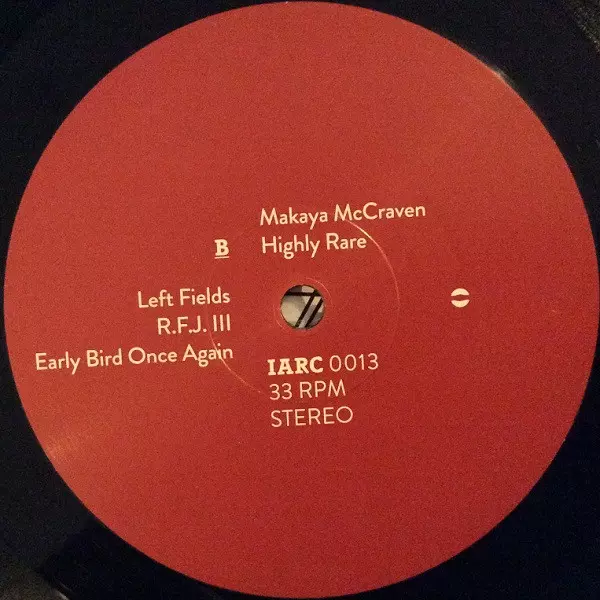 Makaya McCraven
Highly Rare
B
Left Fields
R.F.J. III
Early Bird Once Again
IARC 0013
33 RPM
STEREO